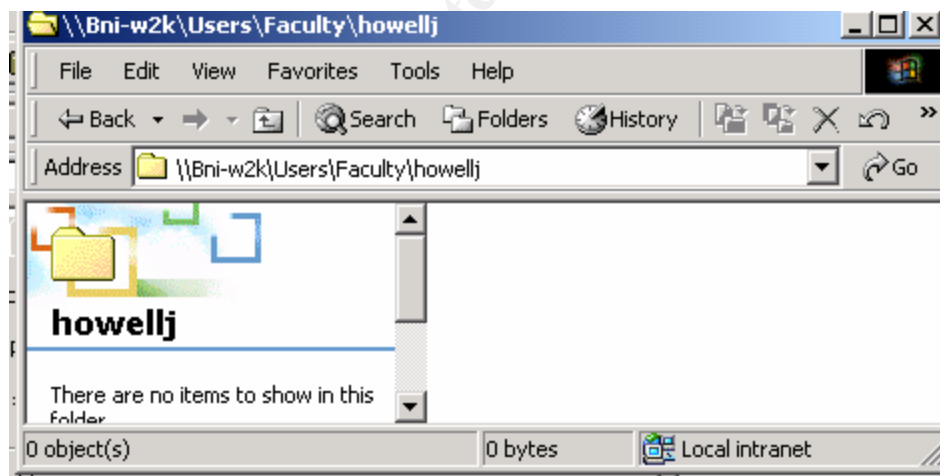 \\Bni-w2k\Users\Faculty\howellj
File Edit View Favorites Tools Help
Back Search Folders History »
Address \\Bni-w2k\Users\Faculty\howellj Go
howellj
There are no items to show in this
folder
0 object(s) 0 bytes Local intranet